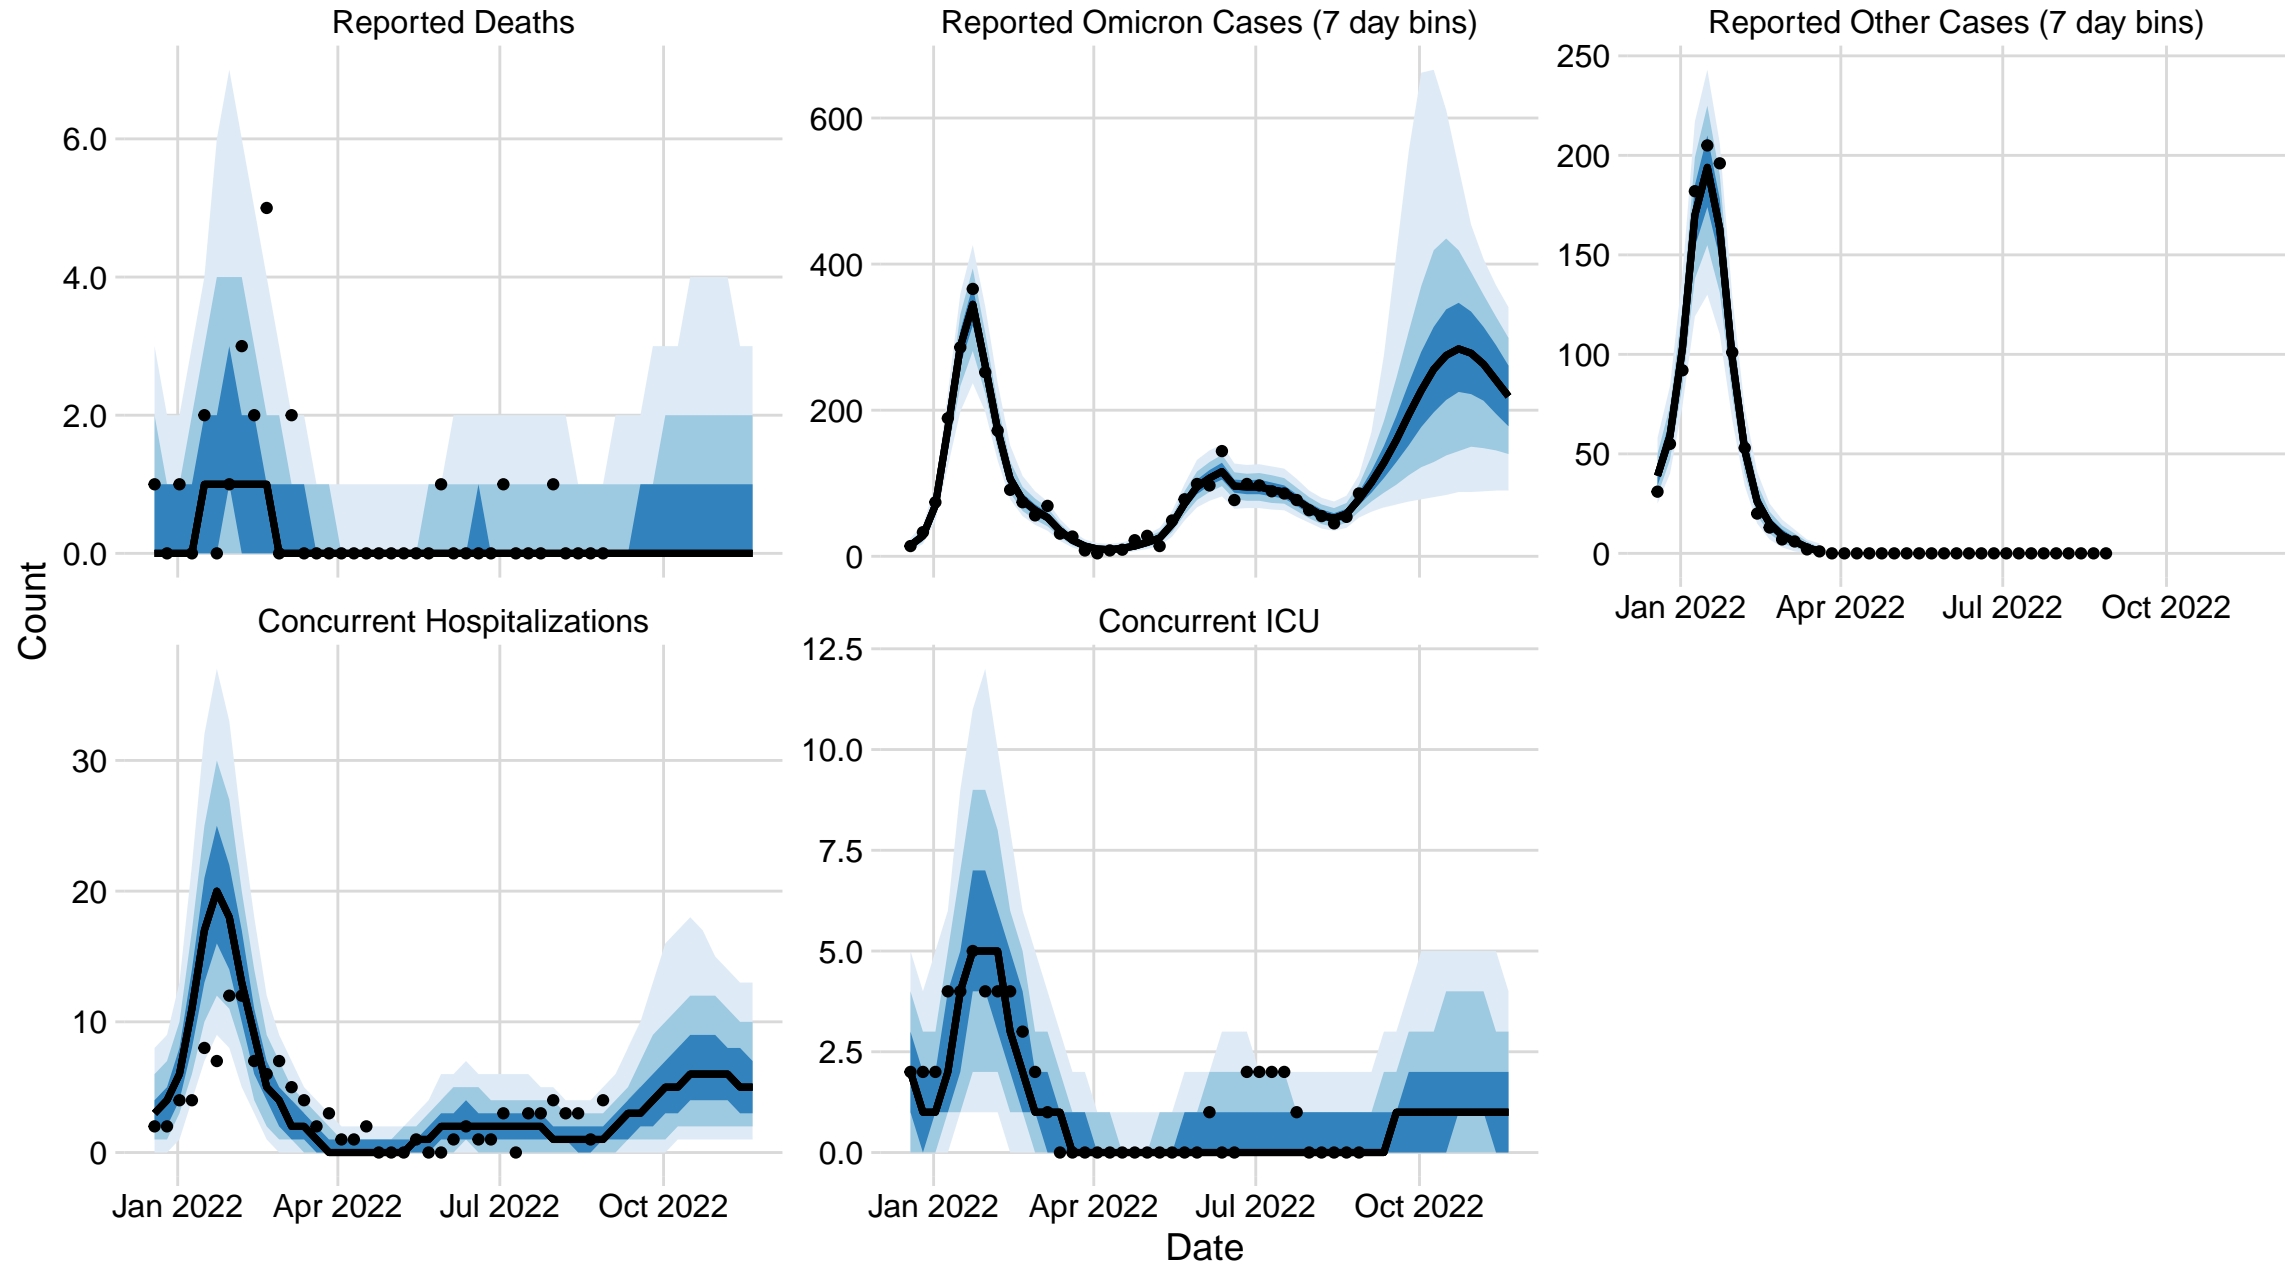 Reported Deaths
Reported Omicron Cases (7 day bins)
Reported Other Cases (7 day bins)
6.0
4.0
2.0
0.0
600
400
200
0
250
200
150
100
50
0
Jan 2022 Apr 2022 Jul 2022 Oct 2022
Count
Concurrent Hospitalizations
Concurrent ICU
30
20
10
0
12.5
10.0
7.5
5.0
2.5
0.0
Jan 2022 Apr 2022 Jul 2022 Oct 2022
Jan 2022 Apr 2022 Jul 2022 Oct 2022
Date